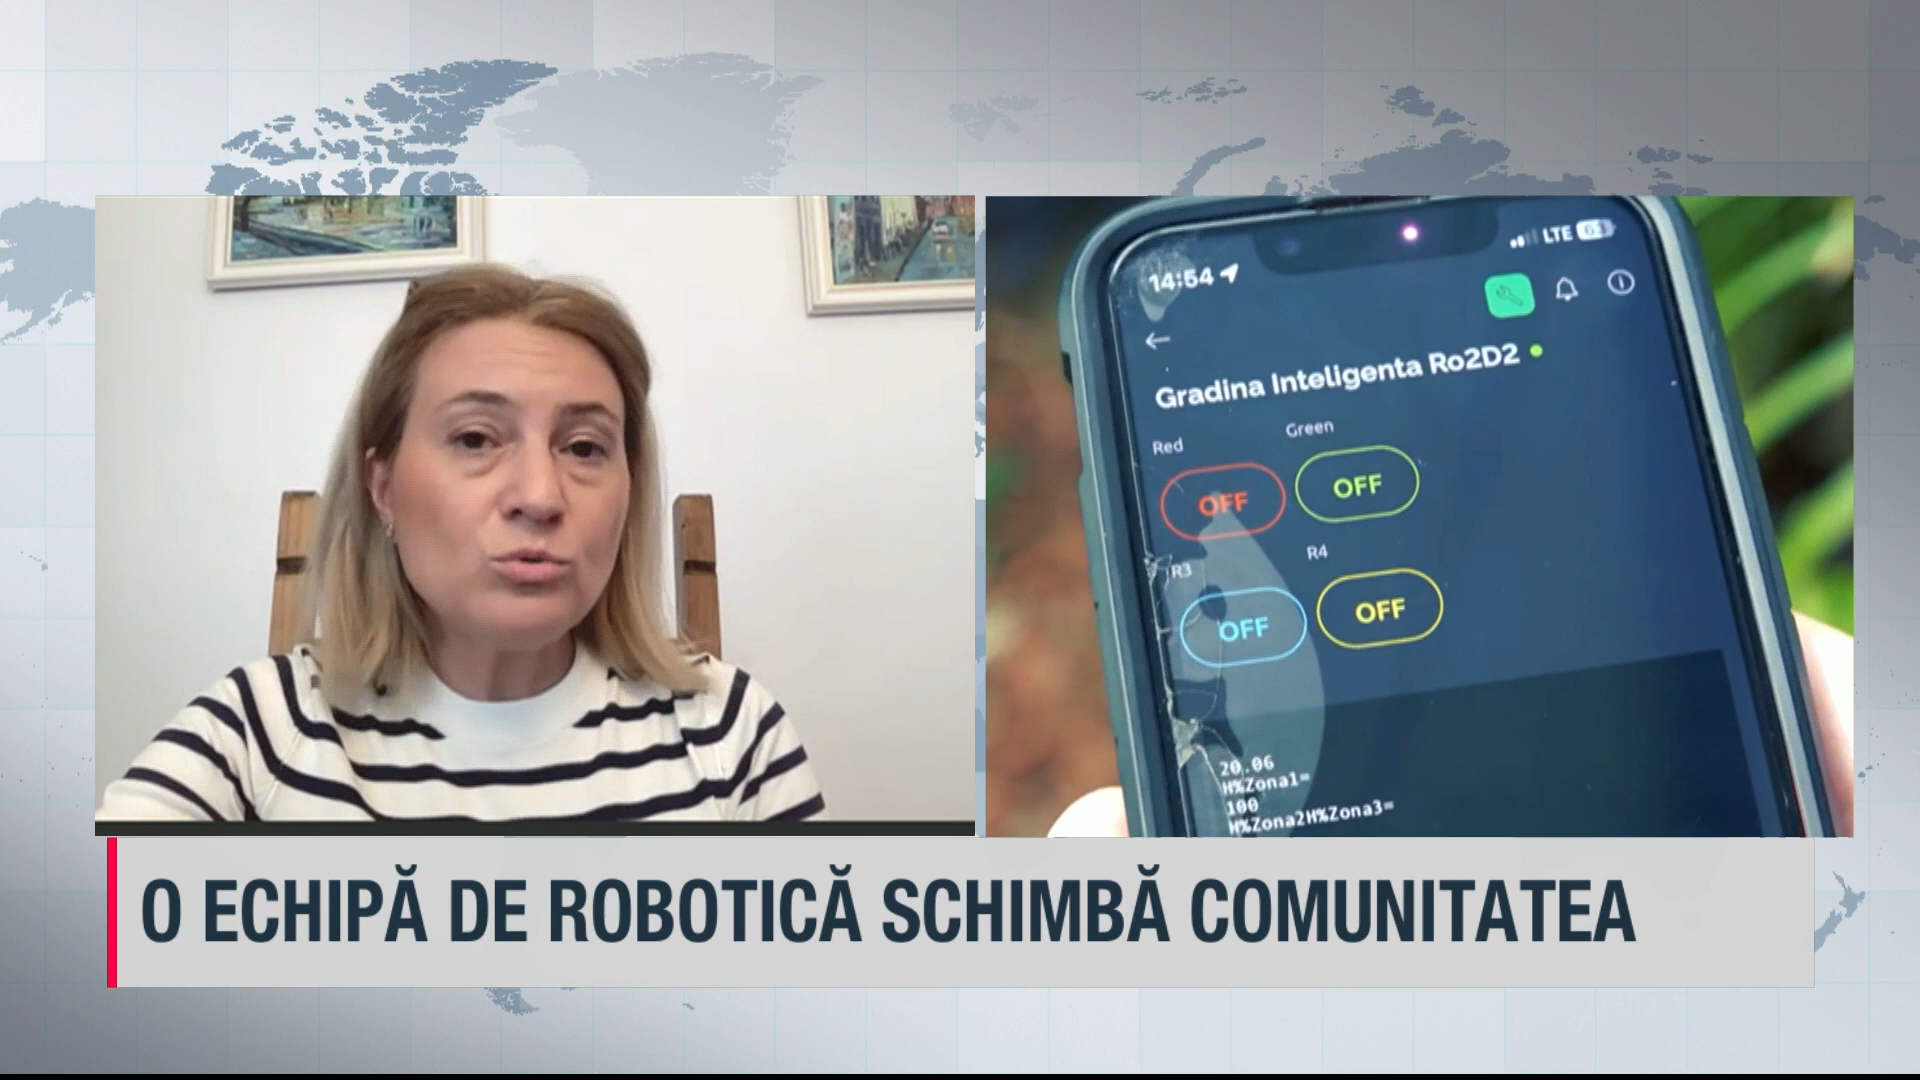 14:54
LTE 63
Gradina Inteligenta Ro2D2
Red
Green
OFF
OFF
R3
R4
OFF
OFF
20.06
H%Zona1=
100
H%Zona2H%Zona3=
O ECHIPĂ DE ROBOTICĂ SCHIMBĂ COMUNITATEA